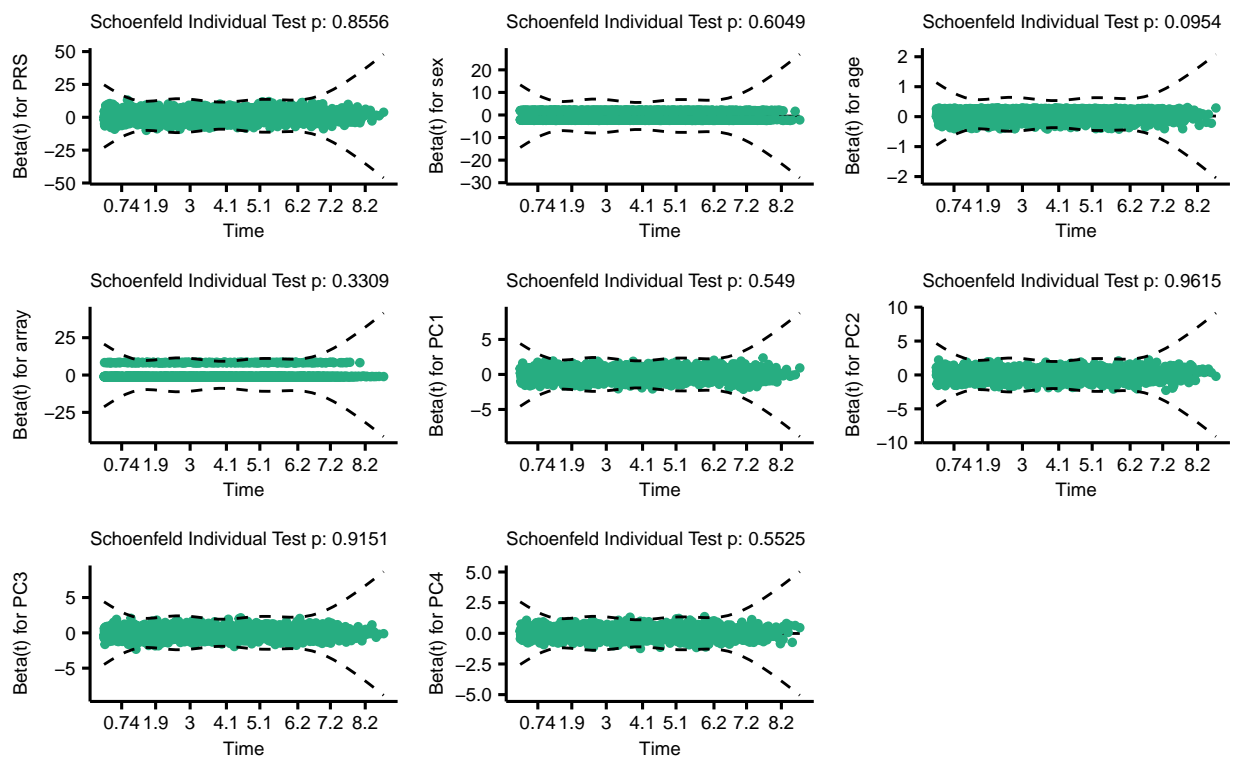 Schoenfeld Individual Test p: 0.8556
Beta(t) for PRS
50
25
0
−25
−50
0.74 1.9 3 4.1 5.1 6.2 7.2 8.2
Time
Schoenfeld Individual Test p: 0.6049
Beta(t) for sex
20
10
0
−10
−20
−30
0.74 1.9 3 4.1 5.1 6.2 7.2 8.2
Time
Schoenfeld Individual Test p: 0.0954
Beta(t) for age
2
1
0
−1
−2
0.74 1.9 3 4.1 5.1 6.2 7.2 8.2
Time
Schoenfeld Individual Test p: 0.3309
Beta(t) for array
25
0
−25
0.74 1.9 3 4.1 5.1 6.2 7.2 8.2
Time
Schoenfeld Individual Test p: 0.549
Beta(t) for PC1
5
0
−5
0.74 1.9 3 4.1 5.1 6.2 7.2 8.2
Time
Schoenfeld Individual Test p: 0.9615
Beta(t) for PC2
10
5
0
−5
−10
0.74 1.9 3 4.1 5.1 6.2 7.2 8.2
Time
Schoenfeld Individual Test p: 0.9151
Beta(t) for PC3
5
0
−5
0.74 1.9 3 4.1 5.1 6.2 7.2 8.2
Time
Schoenfeld Individual Test p: 0.5525
Beta(t) for PC4
5.0
2.5
0.0
−2.5
−5.0
0.74 1.9 3 4.1 5.1 6.2 7.2 8.2
Time